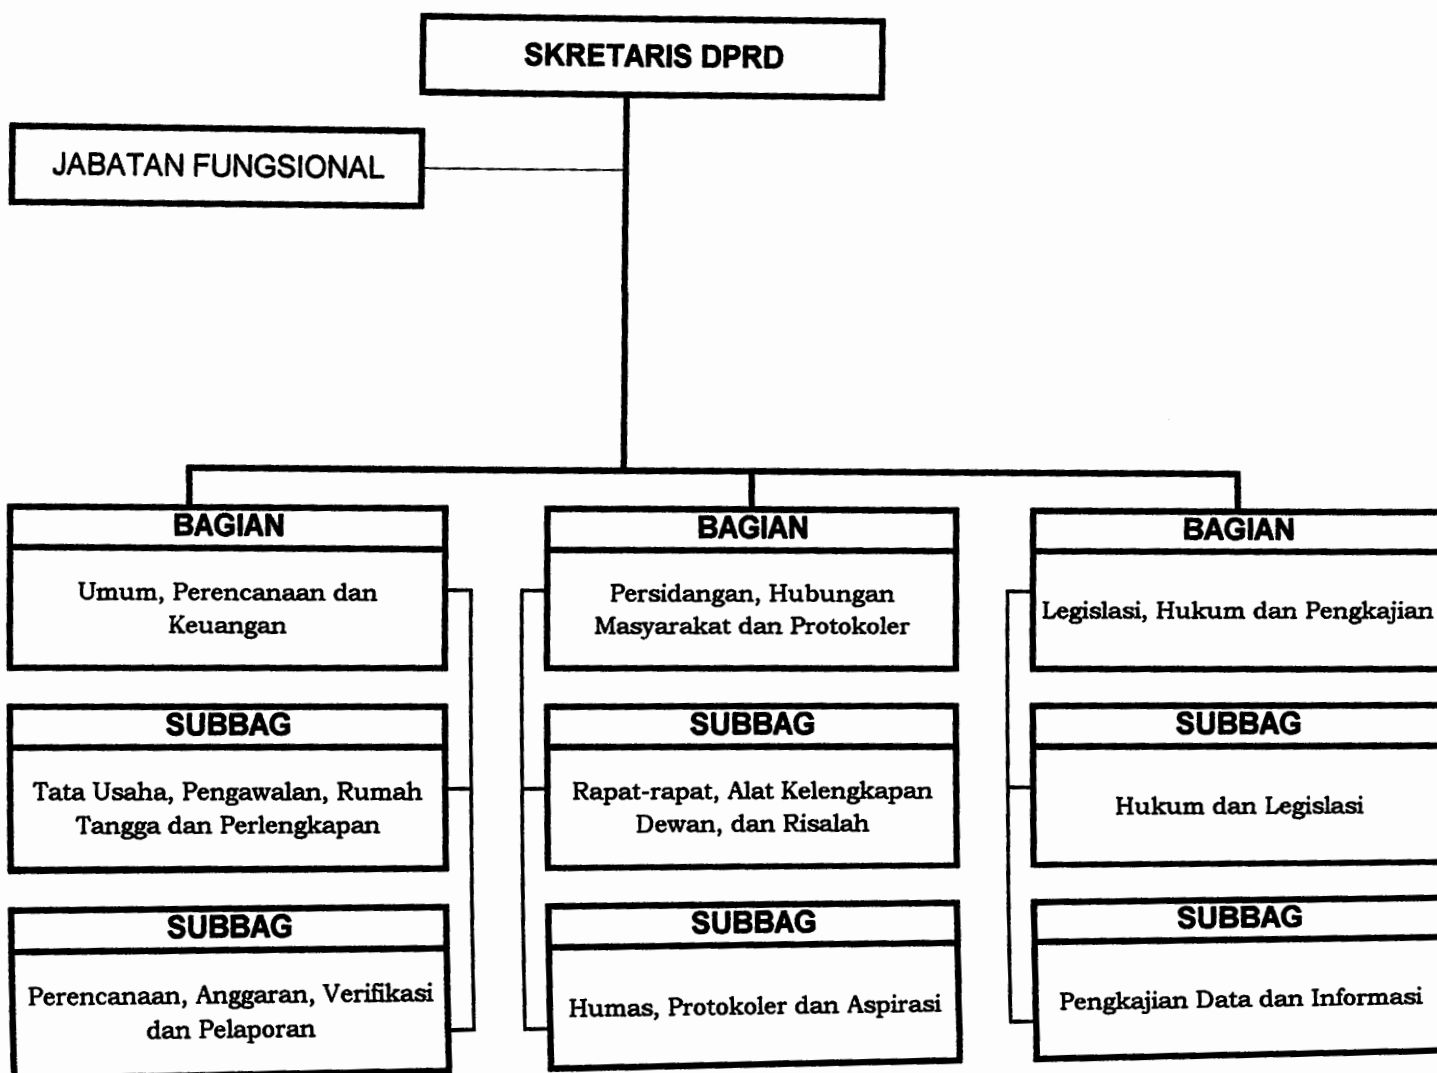 SKRETARIS DPRD
JABATAN FUNGSIONAL
BAGIAN
Umum, Perencanaan dan
Keuangan
BAGIAN
Persidangan, Hubungan
Masyarakat dan Protokoler
BAGIAN
Legislasi, Hukum dan Pengkajian
SUBBAG
Tata Usaha, Pengawalan, Rumah
Tangga dan Perlengkapan
SUBBAG
Rapat-rapat, Alat Kelengkapan
Dewan, dan Risalah
SUBBAG
Hukum dan Legislasi
SUBBAG
Perencanaan, Anggaran, Verifikasi
dan Pelaporan
SUBBAG
Humas, Protokoler dan Aspirasi
SUBBAG
Pengkajian Data dan Informasi